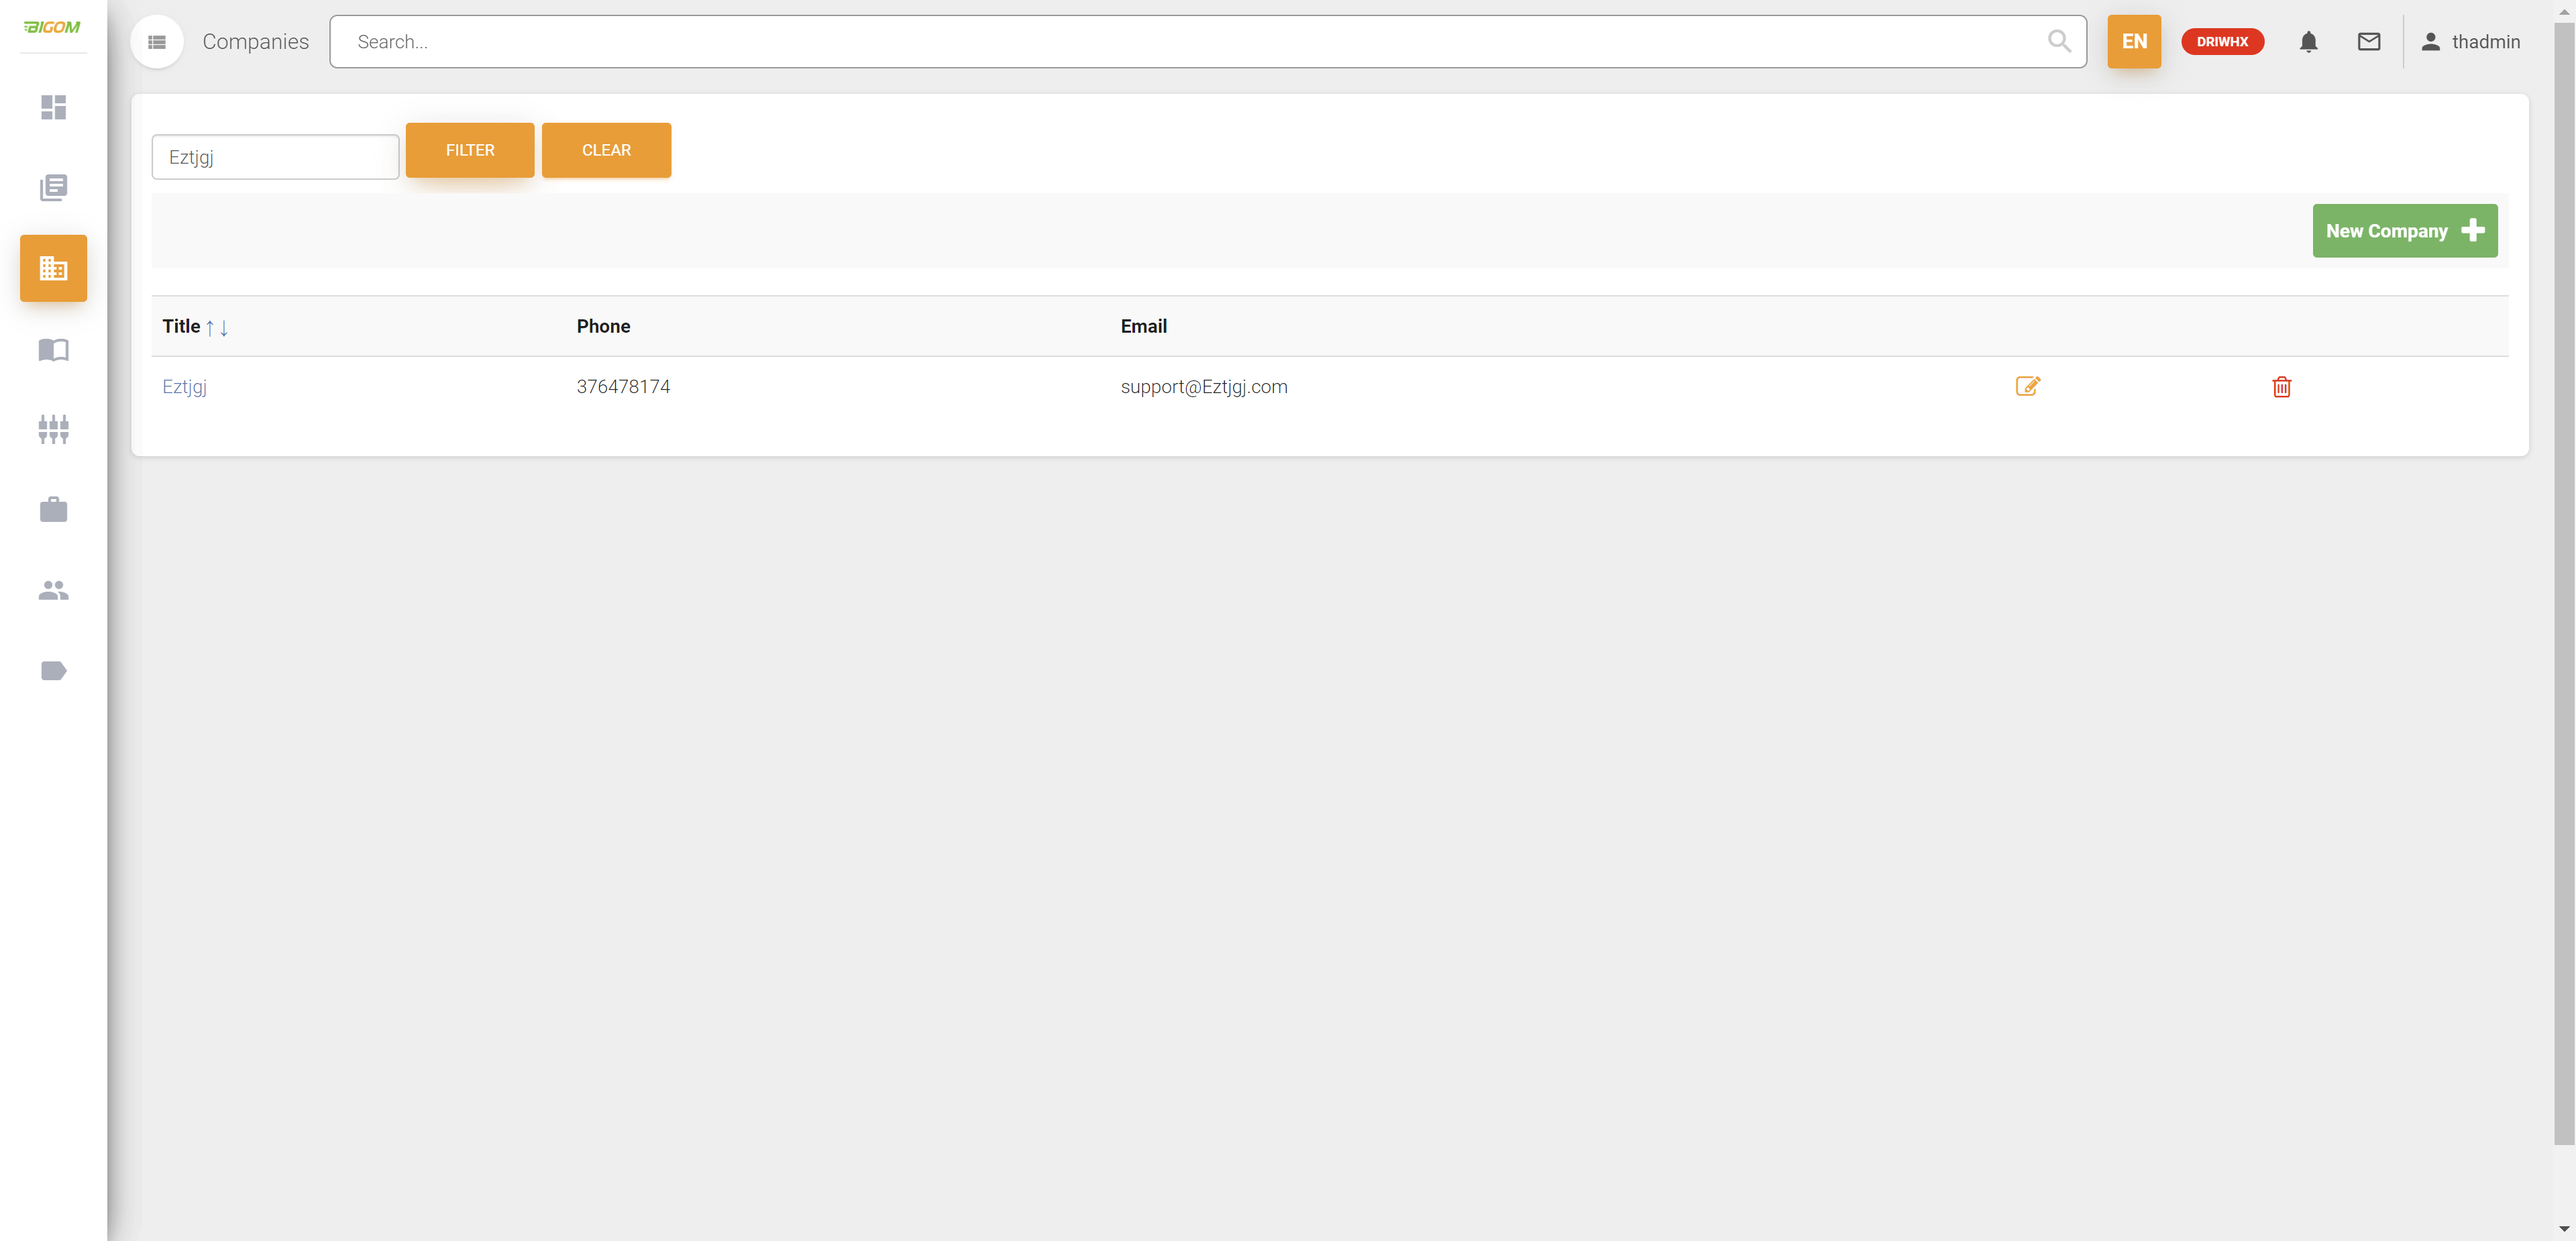 BIGOM
Companies
Search...
EN
DRIWHX
thadmin
Eztjgj
FILTER
CLEAR
New Company
Title ↑↓
Phone
Email
Eztjgj
376478174
support@Eztjgj.com